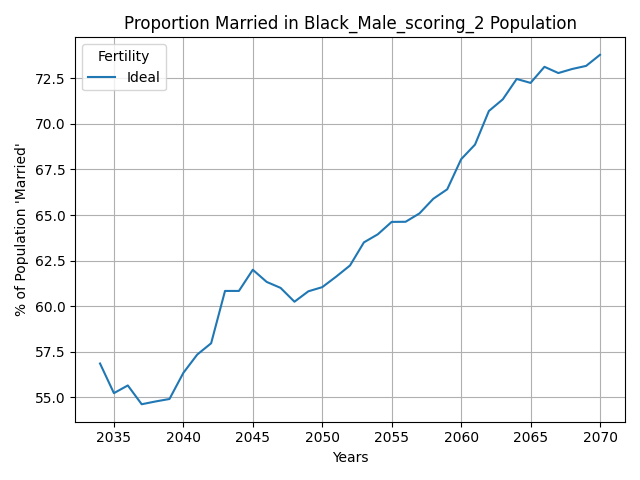 Proportion Married in Black_Male_scoring_2 Population
Fertility
Ideal
% of Population 'Married'
72.5
70.0
67.5
65.0
62.5
60.0
57.5
55.0
2035 2040 2045 2050 2055 2060 2065 2070
Years